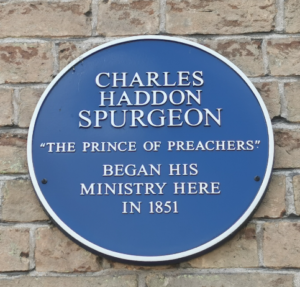 CHARLES
HADDON
SPURGEON
"THE PRINCE OF PREACHERS"
BEGAN HIS
MINISTRY HERE
IN 1851